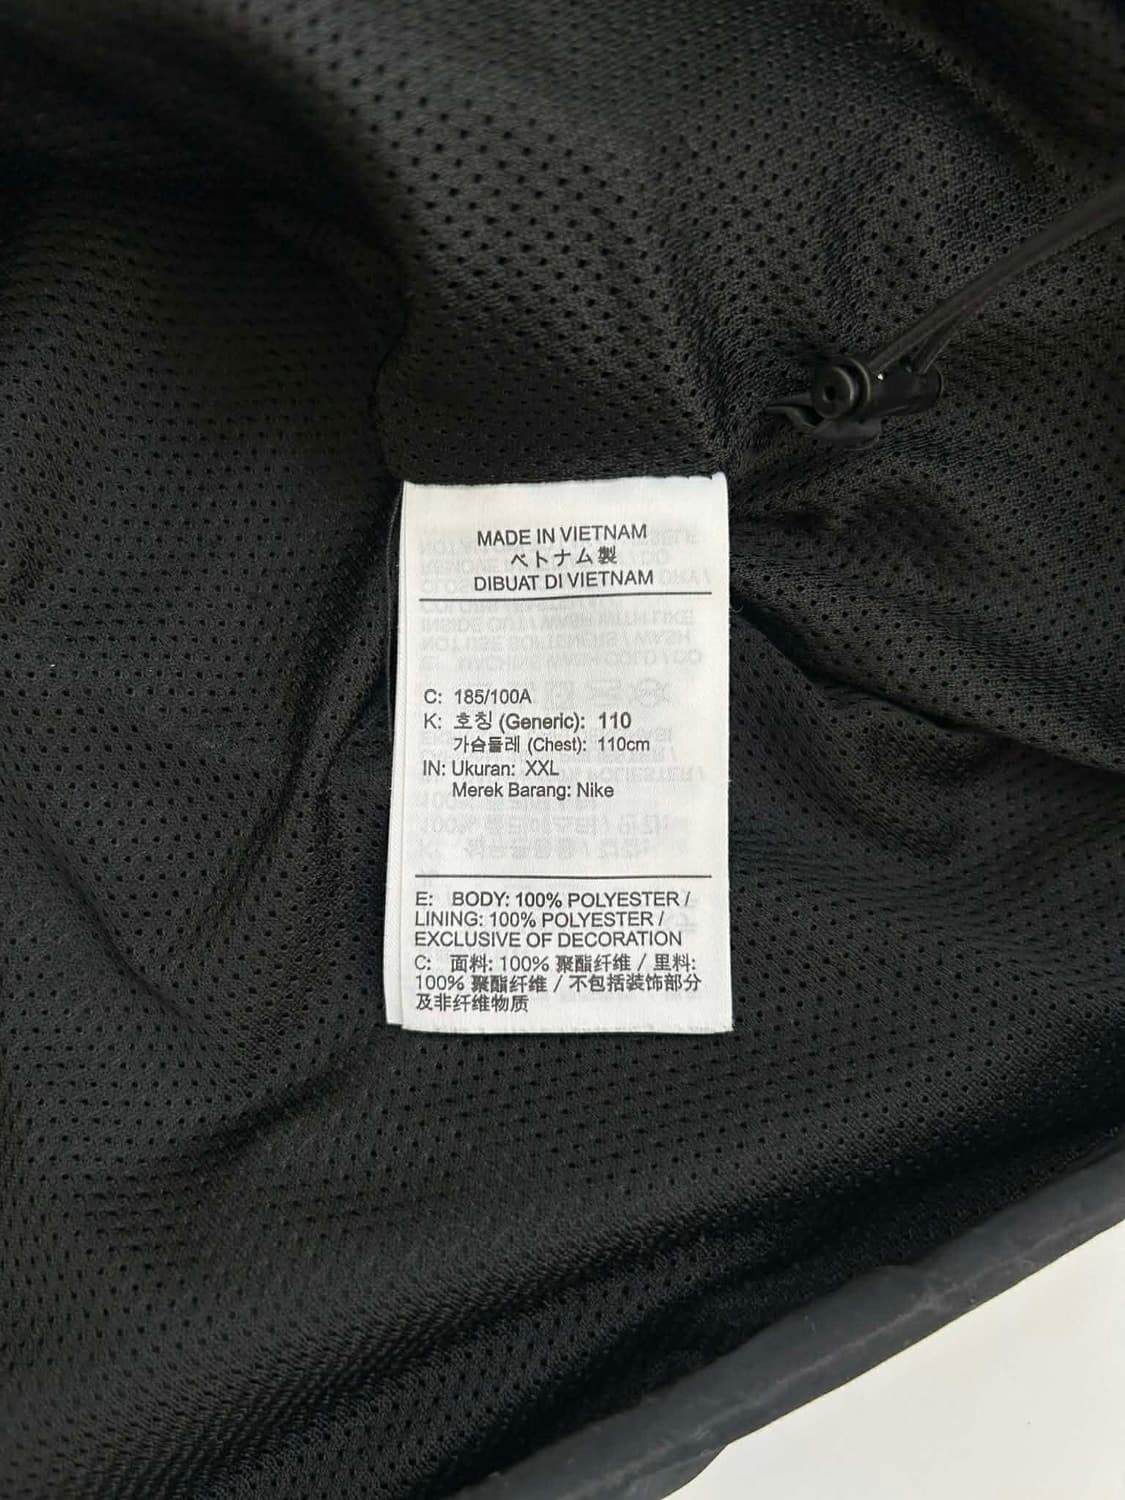 MADE IN VIETNAM
ベトナム製
DIBUAT DI VIETNAM
C: 185/100A
K: 호칭 (Generic): 110
가슴둘레 (Chest): 110cm
IN: Ukuran: XXL
Merek Barang: Nike
E: BODY: 100% POLYESTER /
LINING: 100% POLYESTER /
EXCLUSIVE OF DECORATION
C: 面料: 100% 聚酯纤维 / 里料:
100% 聚酯纤维 / 不包括装饰部分
及非纤维物质